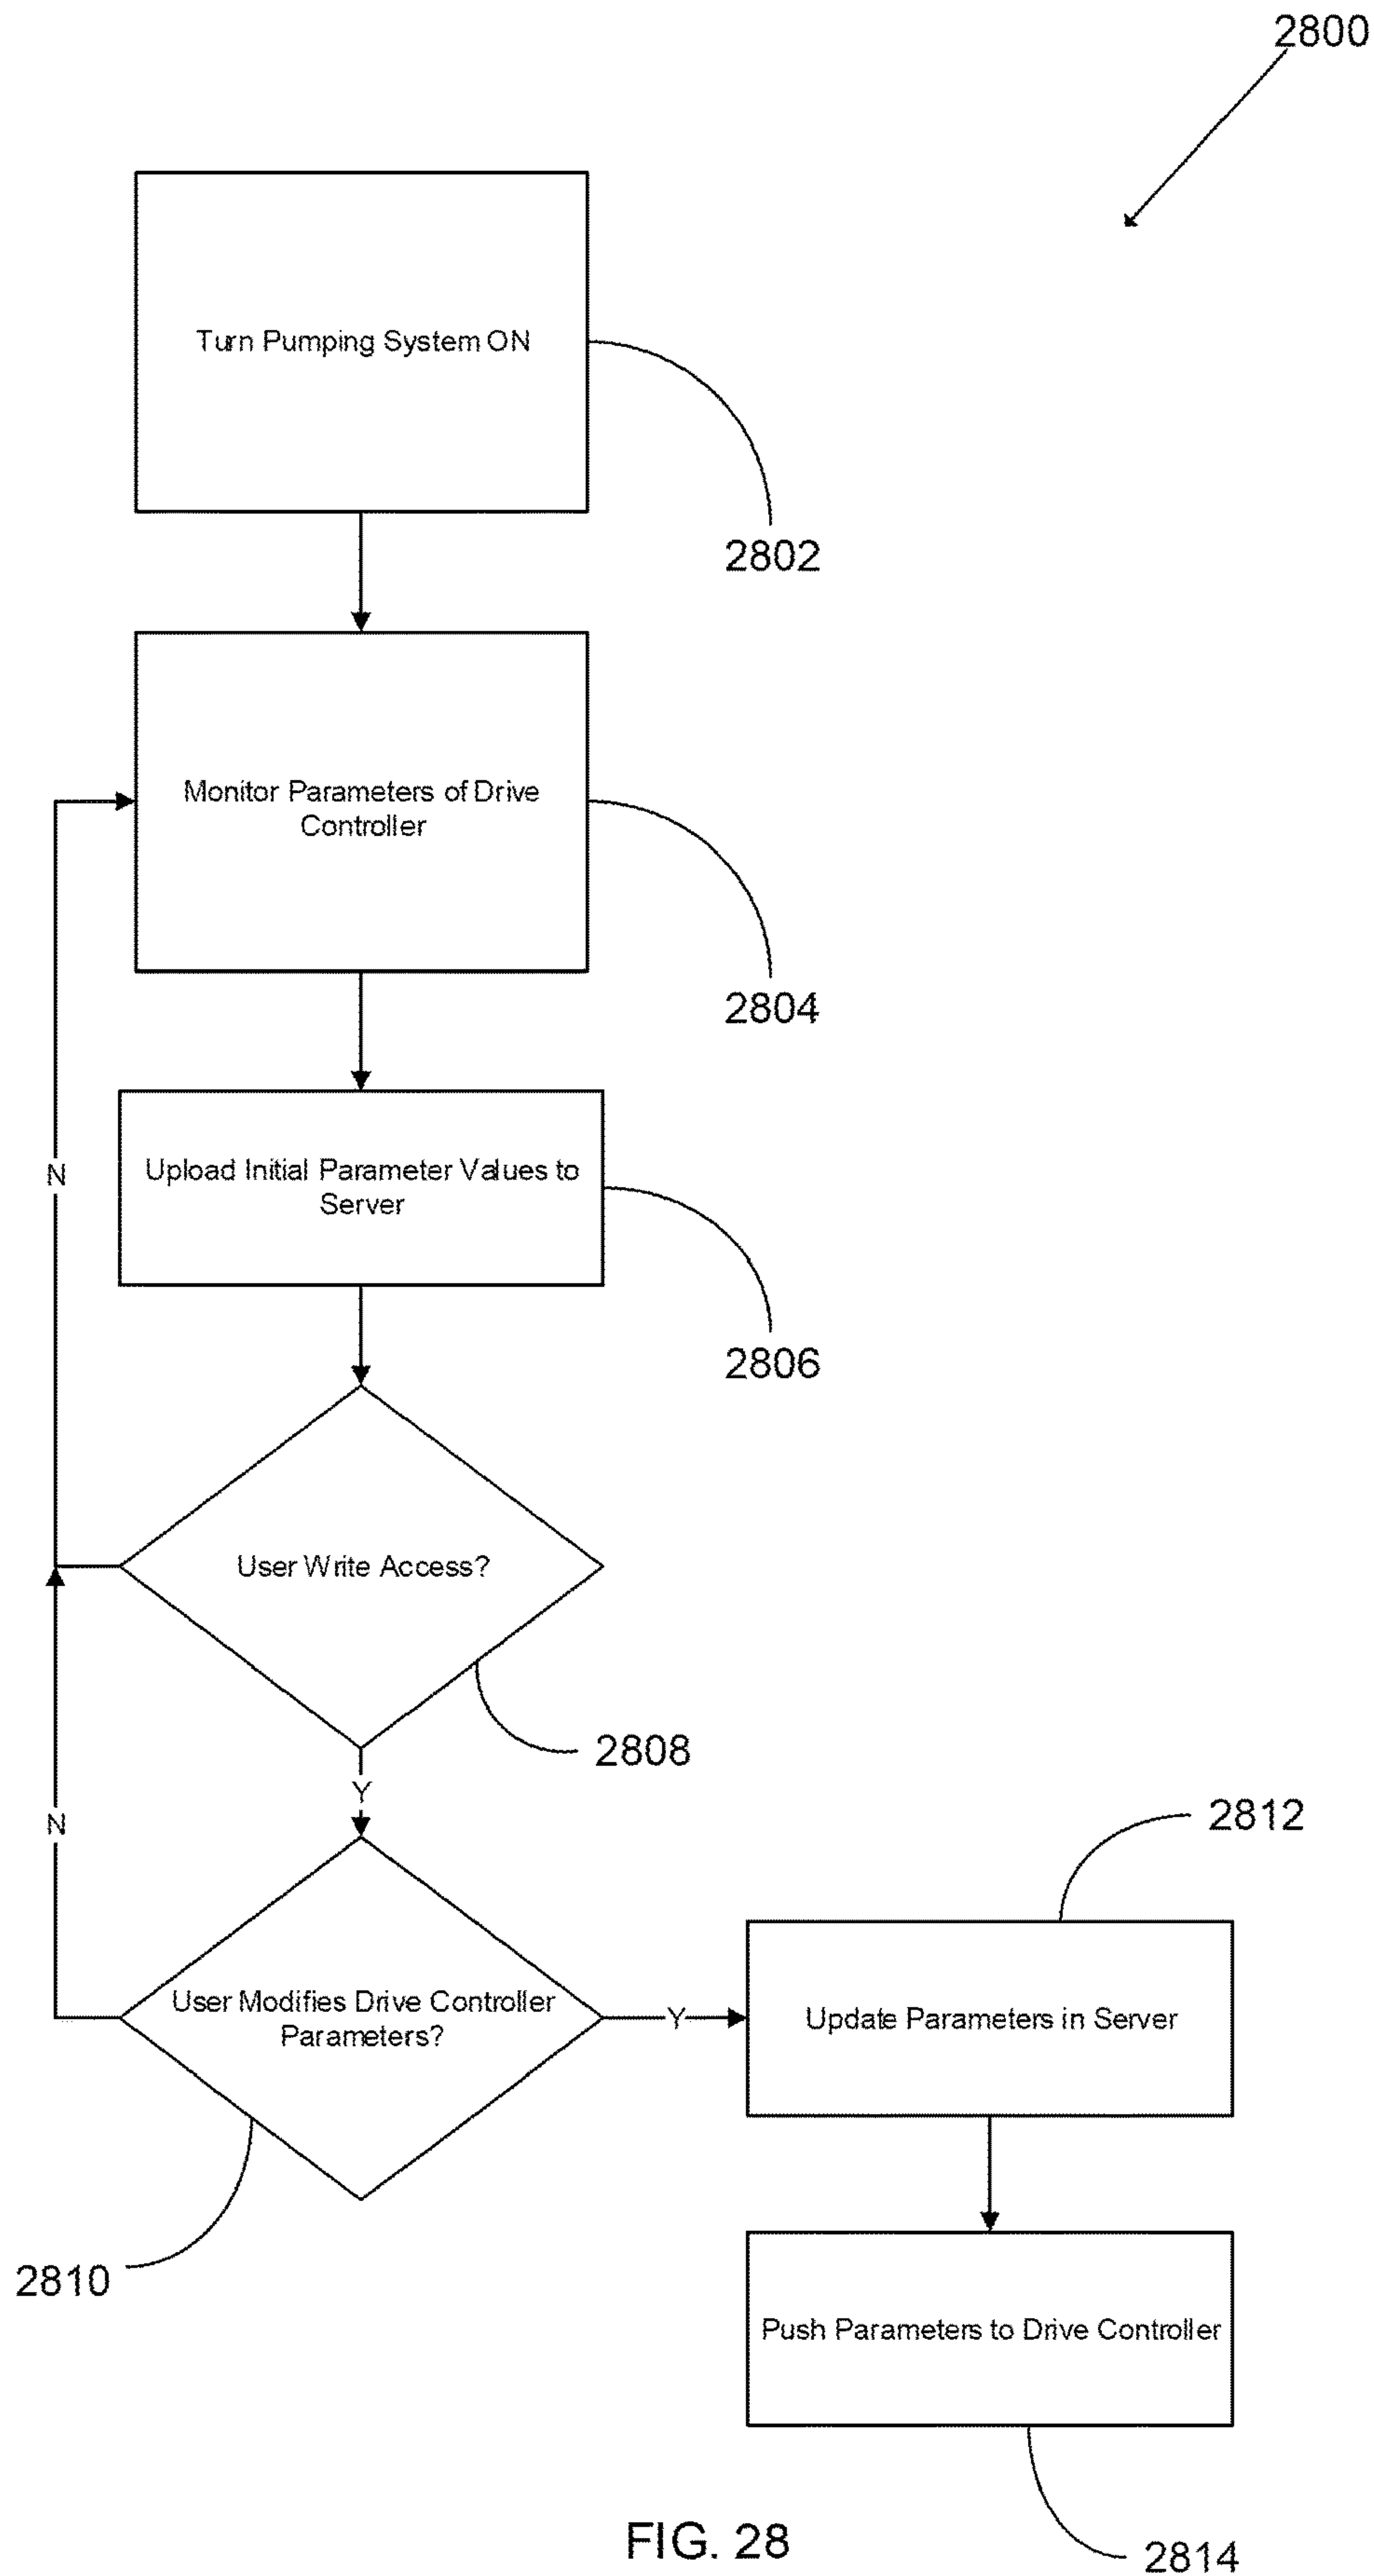 2800
Turn Pumping System ON
2802
Monitor Parameters of Drive
Controller
2804
Upload Initial Parameter Values to
Server
2806
N
User Write Access?
2808
Y
N
2812
User Modifies Drive Controller
Parameters?
Y
Update Parameters in Server
2810
Push Parameters to Drive Controller
2814
FIG. 28